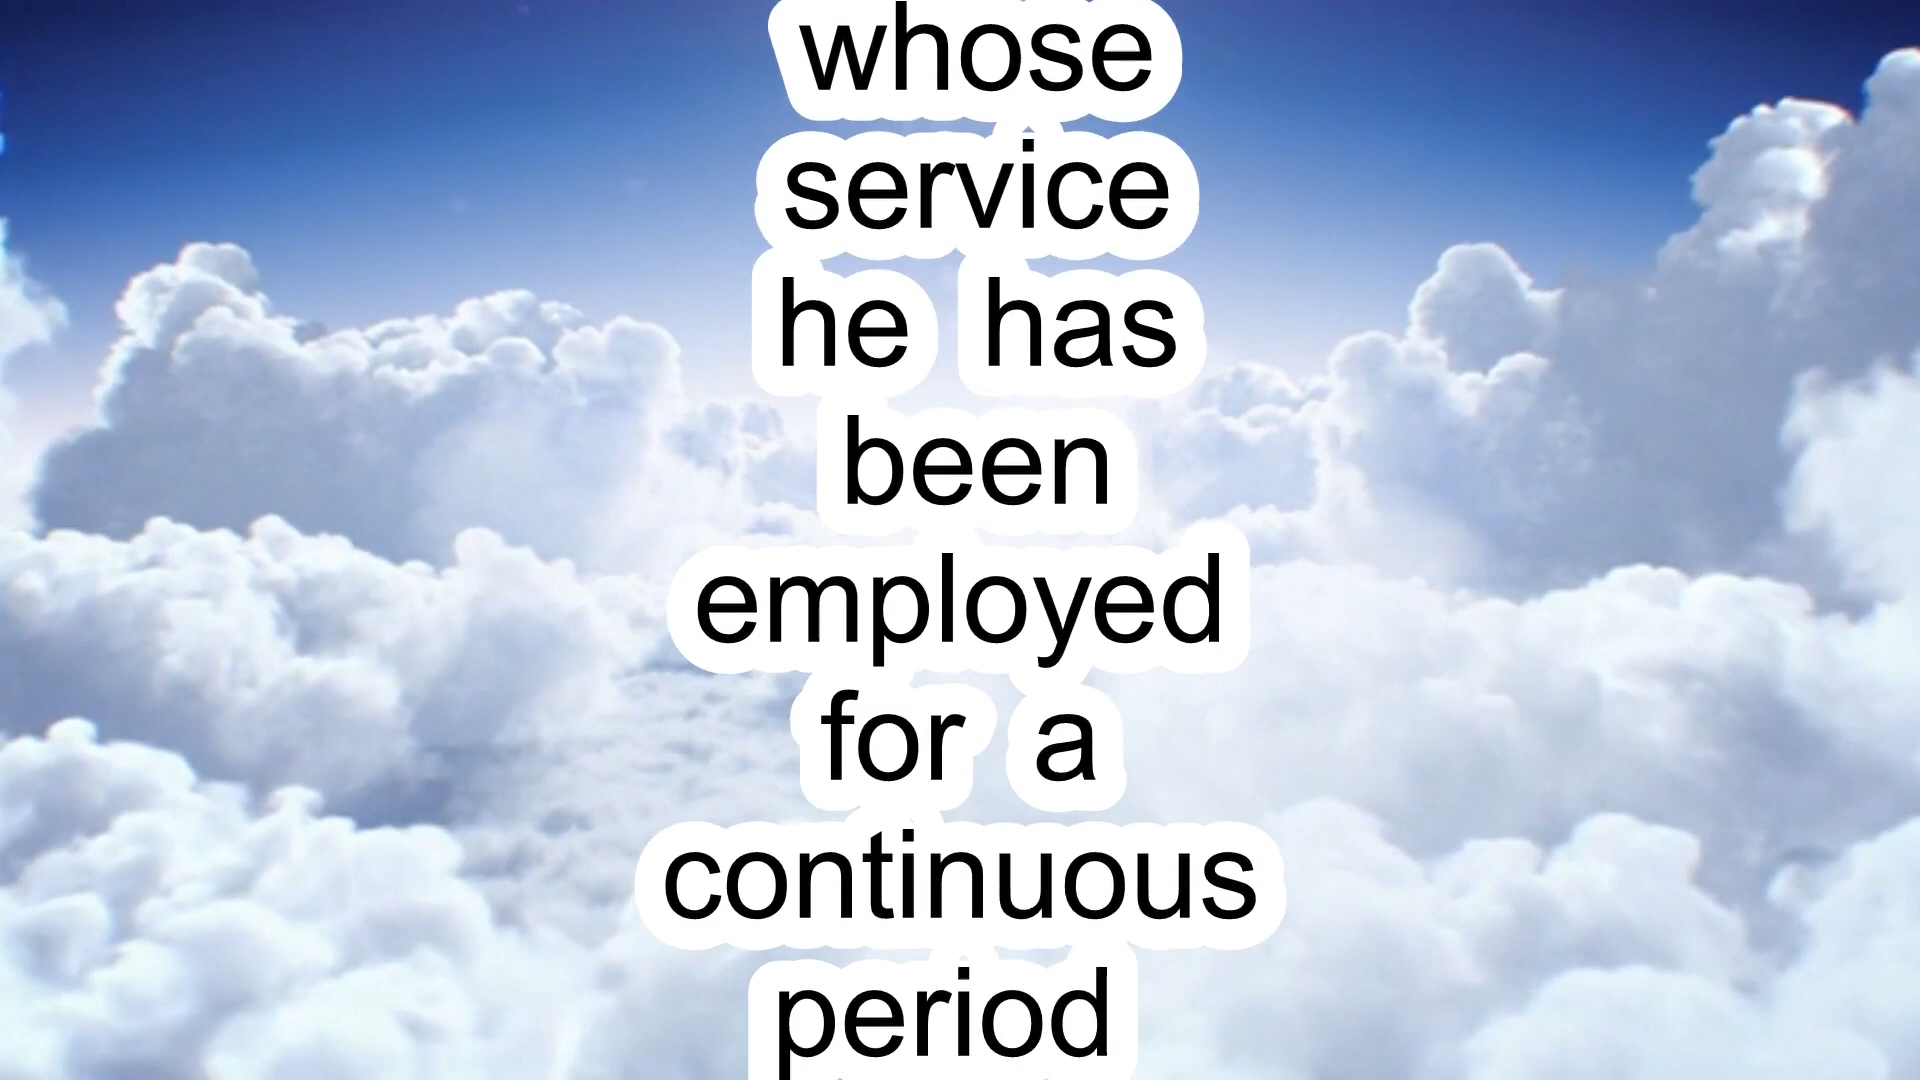 whose
service
he has
been
employed
for a
continuous
period